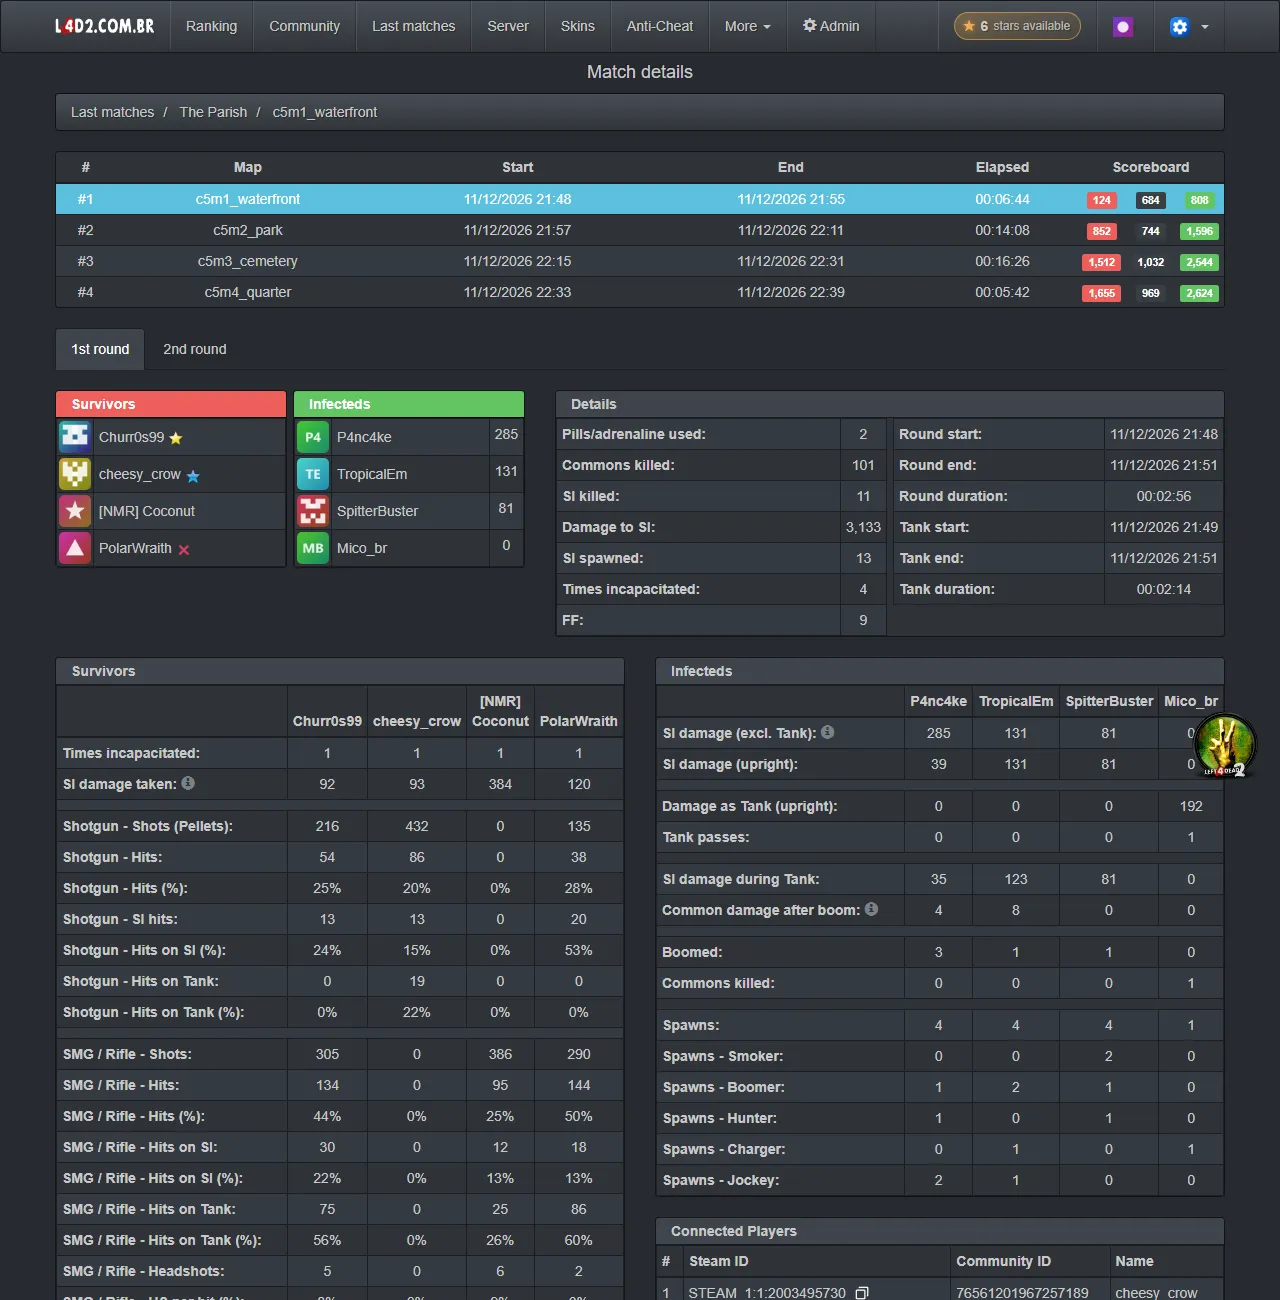 L4D2.COM.BR Ranking Community Last matches Server Skins Anti-Cheat More Admin 6 stars available
Match details
Last matches / The Parish / c5m1_waterfront
# Map Start End Elapsed Scoreboard
#1 c5m1_waterfront 11/12/2026 21:48 11/12/2026 21:55 00:06:44 124 684 808
#2 c5m2_park 11/12/2026 21:57 11/12/2026 22:11 00:14:08 852 744 1,596
#3 c5m3_cemetery 11/12/2026 22:15 11/12/2026 22:31 00:16:26 1,512 1,032 2,544
#4 c5m4_quarter 11/12/2026 22:33 11/12/2026 22:39 00:05:42 1,655 969 2,624
1st round 2nd round
Survivors
Churr0s99
cheesy_crow
[NMR] Coconut
PolarWraith
Infecteds
P4 P4nc4ke 285
TE TropicalEm 131
SpitterBuster 81
MB Mico_br 0
Details
Pills/adrenaline used: 2
Commons killed: 101
SI killed: 11
Damage to SI: 3,133
SI spawned: 13
Times incapacitated: 4
FF: 9
Round start: 11/12/2026 21:48
Round end: 11/12/2026 21:51
Round duration: 00:02:56
Tank start: 11/12/2026 21:49
Tank end: 11/12/2026 21:51
Tank duration: 00:02:14
Survivors
Churr0s99 cheesy_crow [NMR] Coconut PolarWraith
Times incapacitated: 1 1 1 1
SI damage taken: 92 93 384 120
Shotgun - Shots (Pellets): 216 432 0 135
Shotgun - Hits: 54 86 0 38
Shotgun - Hits (%): 25% 20% 0% 28%
Shotgun - SI hits: 13 13 0 20
Shotgun - Hits on SI (%): 24% 15% 0% 53%
Shotgun - Hits on Tank: 0 19 0 0
Shotgun - Hits on Tank (%): 0% 22% 0% 0%
SMG / Rifle - Shots: 305 0 386 290
SMG / Rifle - Hits: 134 0 95 144
SMG / Rifle - Hits (%): 44% 0% 25% 50%
SMG / Rifle - Hits on SI: 30 0 12 18
SMG / Rifle - Hits on SI (%): 22% 0% 13% 13%
SMG / Rifle - Hits on Tank: 75 0 25 86
SMG / Rifle - Hits on Tank (%): 56% 0% 26% 60%
SMG / Rifle - Headshots: 5 0 6 2
Infecteds
P4nc4ke TropicalEm SpitterBuster Mico_br
SI damage (excl. Tank): 285 131 81 0
SI damage (upright): 39 131 81 0
LEFT 4 DEAD 2
Damage as Tank (upright): 0 0 0 192
Tank passes: 0 0 0 1
SI damage during Tank: 35 123 81 0
Common damage after boom: 4 8 0 0
Boomed: 3 1 1 0
Commons killed: 0 0 0 1
Spawns: 4 4 4 1
Spawns - Smoker: 0 0 2 0
Spawns - Boomer: 1 2 1 0
Spawns - Hunter: 1 0 1 0
Spawns - Charger: 0 1 0 1
Spawns - Jockey: 2 1 0 0
Connected Players
# Steam ID Community ID Name
1 STEAM_1:1:2003495730 76561201967257189 cheesy_crow